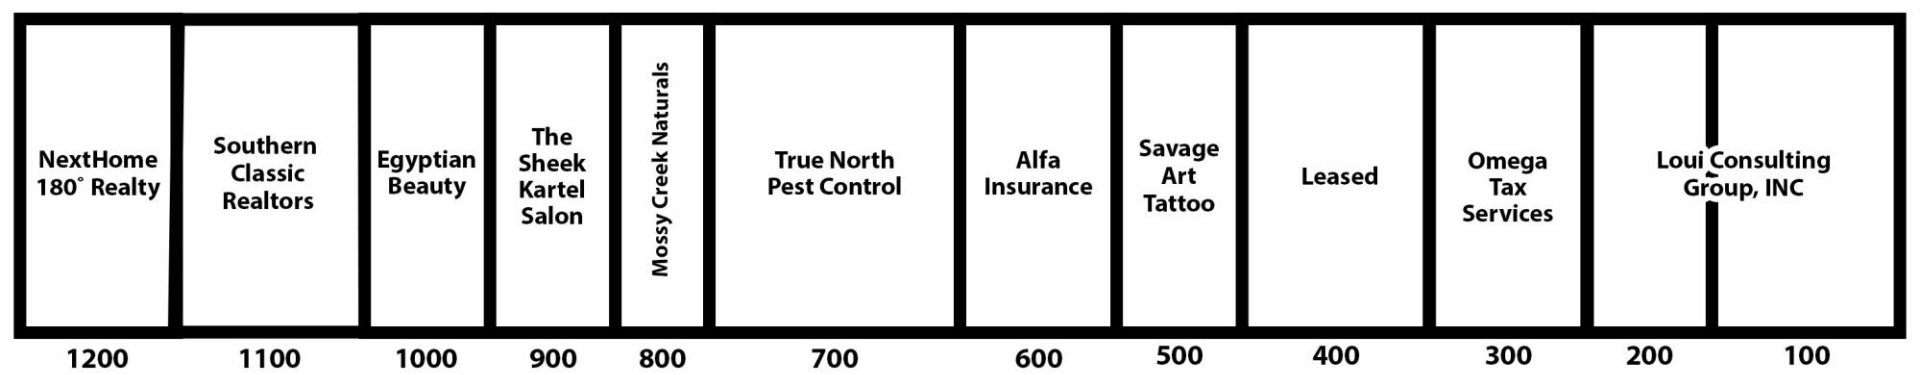 NextHome
180° Realty
Southern
Classic
Realtors
Egyptian
Beauty
The
Sheek
Kartel
Salon
Mossy Creek Naturals
True North
Pest Control
Alfa
Insurance
Savage
Art
Tattoo
Leased
Omega
Tax
Services
Loui Consulting
Group, INC
1200
1100
1000
900
800
700
600
500
400
300
200
100